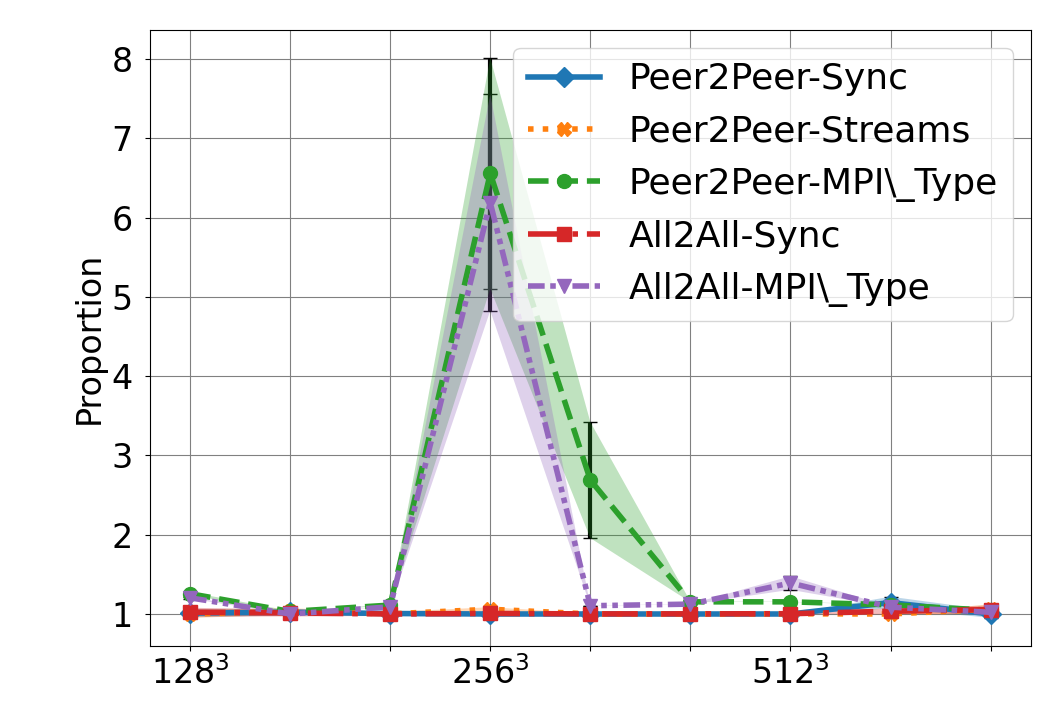 8
7
6
5
4
3
2
1
Proportion
128³
256³
512³
Peer2Peer-Sync
Peer2Peer-Streams
Peer2Peer-MPI\_Type
All2All-Sync
All2All-MPI\_Type